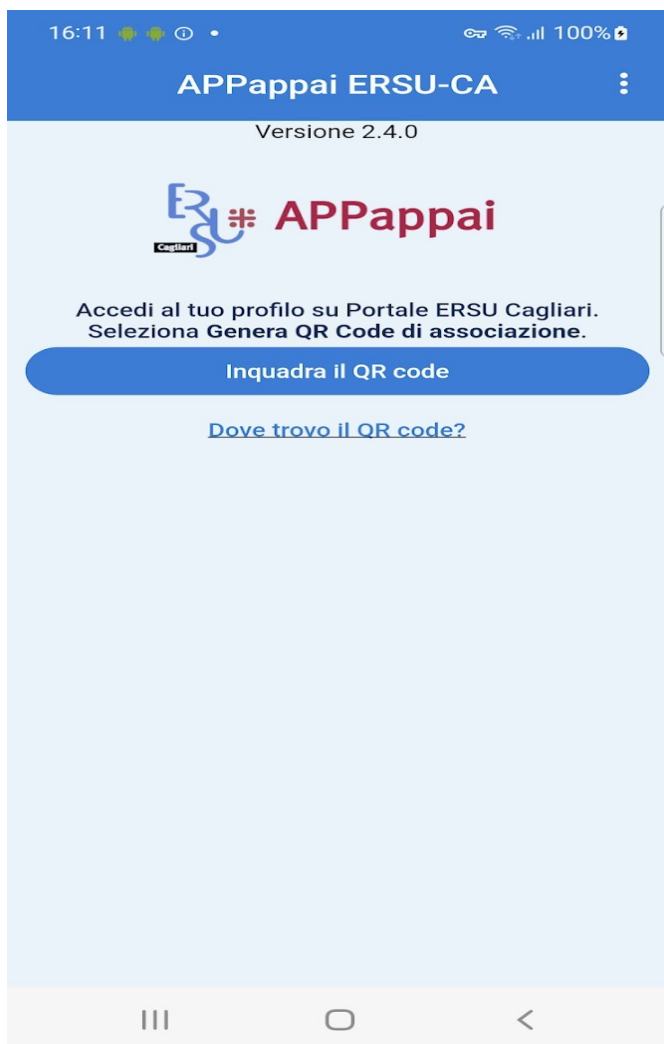 16:11 100%
APPappai ERSU-CA
Versione 2.4.0
ERSU Cagliari APPappai
Accedi al tuo profilo su Portale ERSU Cagliari.
Seleziona Genera QR Code di associazione.
Inquadra il QR code
Dove trovo il QR code?